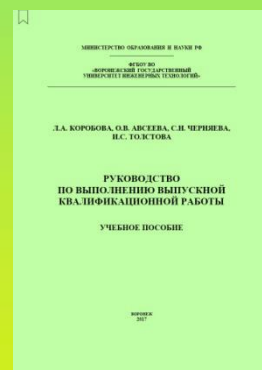 МИНИСТЕРСТВО ОБРАЗОВАНИЯ И НАУКИ РФ
ФГБОУ ВО
«ВОРОНЕЖСКИЙ ГОСУДАРСТВЕННЫЙ
УНИВЕРСИТЕТ ИНЖЕНЕРНЫХ ТЕХНОЛОГИЙ»
Л.А. КОРОБОВА, О.В. АВСЕЕВА, С.Н. ЧЕРНЯЕВА,
И.С. ТОЛСТОВА
РУКОВОДСТВО
ПО ВЫПОЛНЕНИЮ ВЫПУСКНОЙ
КВАЛИФИКАЦИОННОЙ РАБОТЫ
УЧЕБНОЕ ПОСОБИЕ
ВОРОНЕЖ
2017